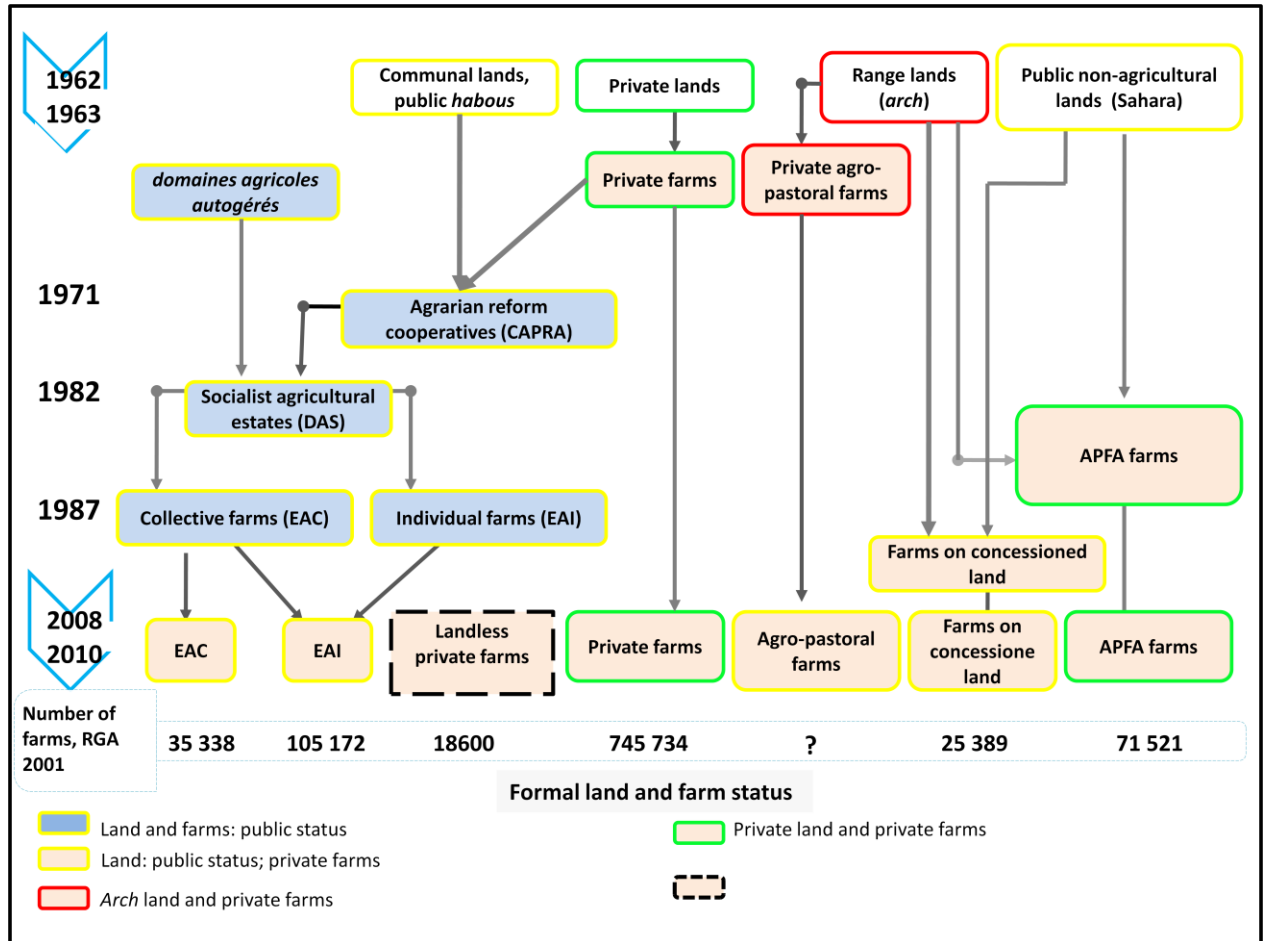 1962
1963
Communal lands,
public habous
Private lands
Range lands
(arch)
Public non-agricultural
lands (Sahara)
domaines agricoles
autogérés
Private farms
Private agro-
pastoral farms
1971
Agrarian reform
cooperatives (CAPRA)
1982
Socialist agricultural
estates (DAS)
APFA farms
1987
Collective farms (EAC)
Individual farms (EAI)
Farms on concessioned
land
2008
2010
EAC
EAI
Landless
private farms
Private farms
Agro-pastoral
farms
Farms on
concessione
land
APFA farms
Number of
farms, RGA
2001
35 338
105 172
18600
745 734
?
25 389
71 521
Formal land and farm status
Land and farms: public status
Land: public status; private farms
Arch land and private farms
Private land and private farms